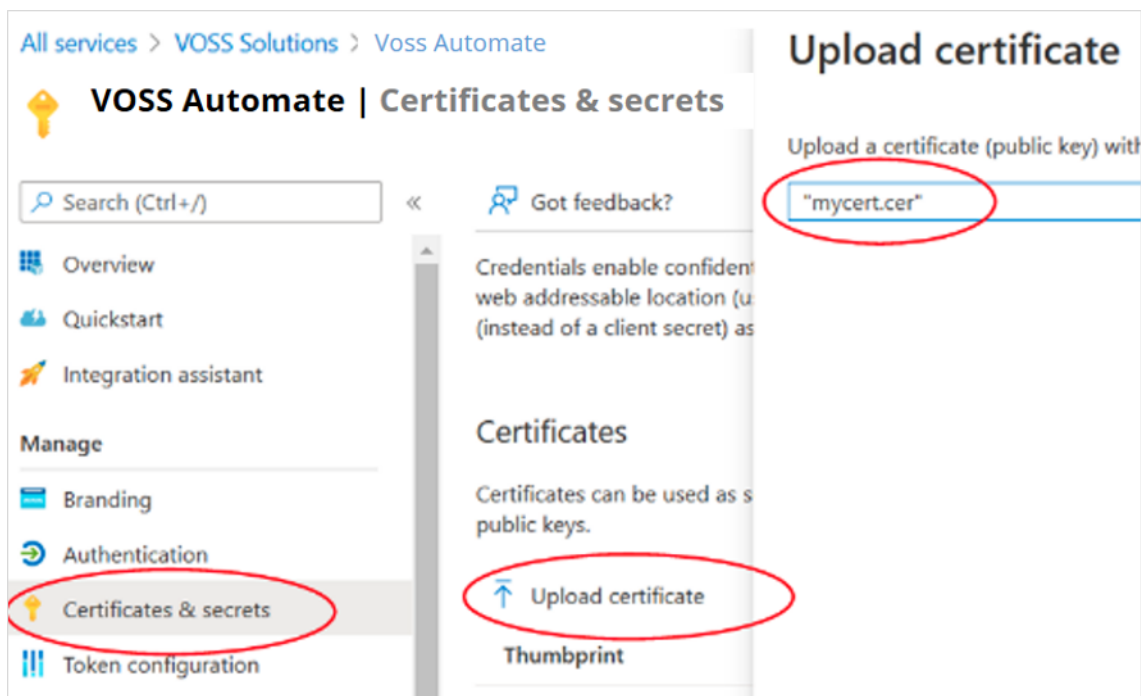 All services > VOSS Solutions > Voss Automate
VOSS Automate | Certificates & secrets
Search (Ctrl+/)
«
Overview
Quickstart
Integration assistant
Manage
Branding
Authentication
Certificates & secrets
Token configuration
Got feedback?
Credentials enable confident
web addressable location (u
(instead of a client secret) as
Certificates
Certificates can be used as s
public keys.
Upload certificate
Thumbprint
Upload certificate
Upload a certificate (public key) with
"mycert.cer"